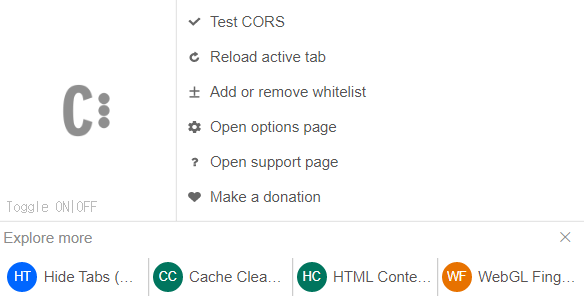 Test CORS
Reload active tab
Add or remove whitelist
Open options page
Open support page
Make a donation
C:
Toggle ON|OFF
Explore more
HT Hide Tabs (... CC Cache Clea... HC HTML Conte... WF WebGL Fing...